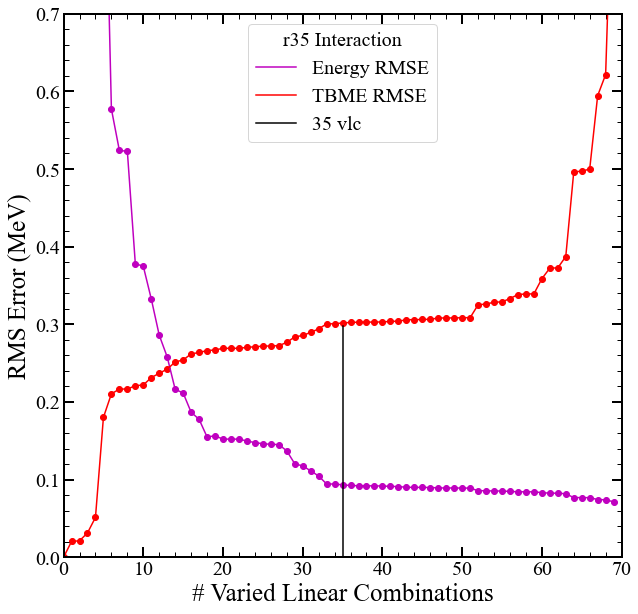 r35 Interaction
Energy RMSE
TBME RMSE
35 vlc
RMS Error (MeV)
0.7
0.6
0.5
0.4
0.3
0.2
0.1
0.0
0 10 20 30 40 50 60 70
# Varied Linear Combinations